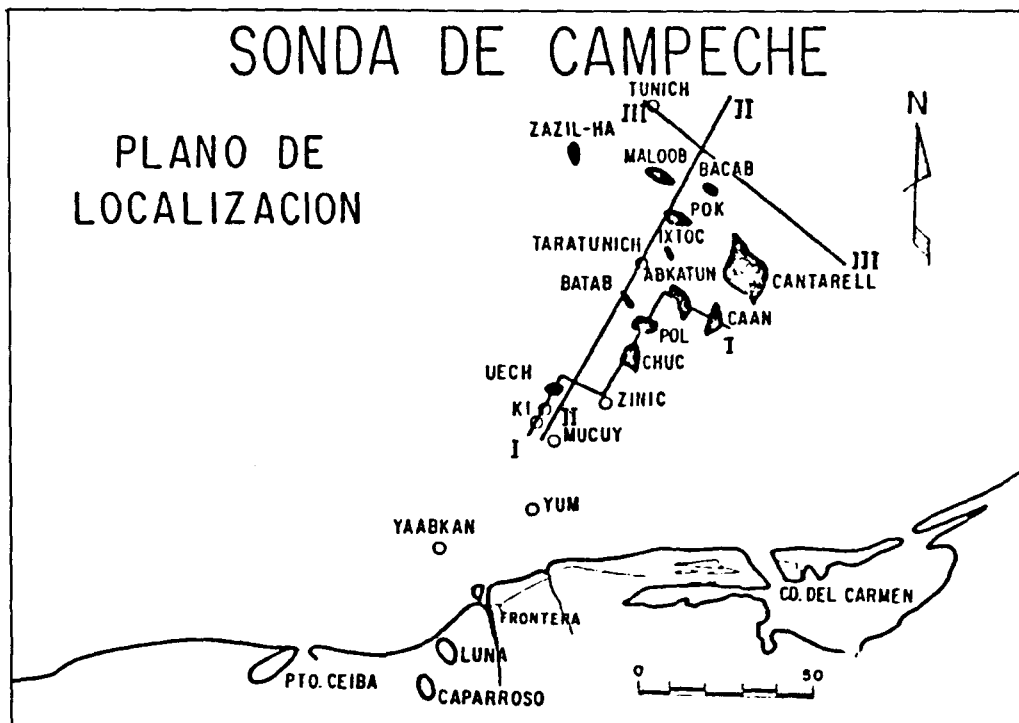 SONDA DE CAMPECHE
PLANO DE
LOCALIZACION
TUNICH
III
II
N
ZAZIL-HA
MALOOB
BACAB
POK
IXTOC
TARATUNICH
III
ABKATUN
CANTARELL
BATAB
CAAN
POL
I
CHUC
UECH
ZINIC
KI
II
I
MUCUY
YUM
YAABKAN
CD. DEL CARMEN
FRONTERA
LUNA
PTO. CEIBA
CAPARROSO
0 50